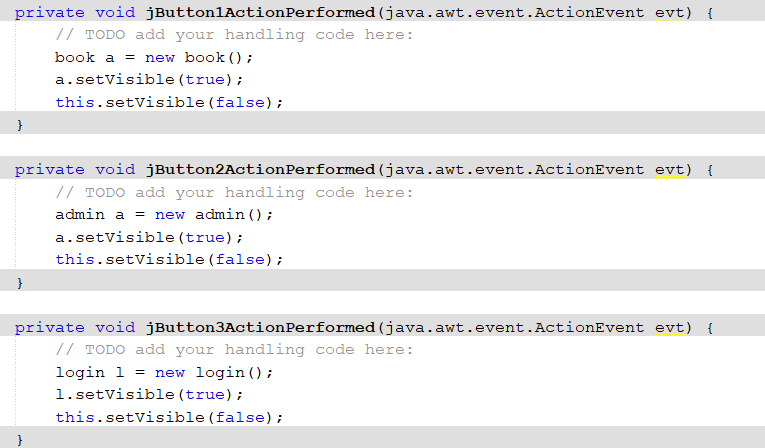 private void jButton1ActionPerformed(java.awt.event.ActionEvent evt) {
    // TODO add your handling code here:
    book a = new book();
    a.setVisible(true);
    this.setVisible(false);
}
private void jButton2ActionPerformed(java.awt.event.ActionEvent evt) {
    // TODO add your handling code here:
    admin a = new admin();
    a.setVisible(true);
    this.setVisible(false);
}
private void jButton3ActionPerformed(java.awt.event.ActionEvent evt) {
    // TODO add your handling code here:
    login l = new login();
    l.setVisible(true);
    this.setVisible(false);
}